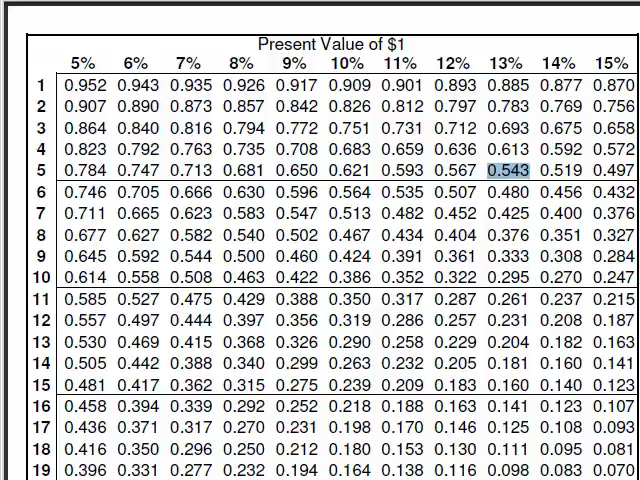 Present Value of $1
5% 6% 7% 8% 9% 10% 11% 12% 13% 14% 15%
1 0.952 0.943 0.935 0.926 0.917 0.909 0.901 0.893 0.885 0.877 0.870
2 0.907 0.890 0.873 0.857 0.842 0.826 0.812 0.797 0.783 0.769 0.756
3 0.864 0.840 0.816 0.794 0.772 0.751 0.731 0.712 0.693 0.675 0.658
4 0.823 0.792 0.763 0.735 0.708 0.683 0.659 0.636 0.613 0.592 0.572
5 0.784 0.747 0.713 0.681 0.650 0.621 0.593 0.567 0.543 0.519 0.497
6 0.746 0.705 0.666 0.630 0.596 0.564 0.535 0.507 0.480 0.456 0.432
7 0.711 0.665 0.623 0.583 0.547 0.513 0.482 0.452 0.425 0.400 0.376
8 0.677 0.627 0.582 0.540 0.502 0.467 0.434 0.404 0.376 0.351 0.327
9 0.645 0.592 0.544 0.500 0.460 0.424 0.391 0.361 0.333 0.308 0.284
10 0.614 0.558 0.508 0.463 0.422 0.386 0.352 0.322 0.295 0.270 0.247
11 0.585 0.527 0.475 0.429 0.388 0.350 0.317 0.287 0.261 0.237 0.215
12 0.557 0.497 0.444 0.397 0.356 0.319 0.286 0.257 0.231 0.208 0.187
13 0.530 0.469 0.415 0.368 0.326 0.290 0.258 0.229 0.204 0.182 0.163
14 0.505 0.442 0.388 0.340 0.299 0.263 0.232 0.205 0.181 0.160 0.141
15 0.481 0.417 0.362 0.315 0.275 0.239 0.209 0.183 0.160 0.140 0.123
16 0.458 0.394 0.339 0.292 0.252 0.218 0.188 0.163 0.141 0.123 0.107
17 0.436 0.371 0.317 0.270 0.231 0.198 0.170 0.146 0.125 0.108 0.093
18 0.416 0.350 0.296 0.250 0.212 0.180 0.153 0.130 0.111 0.095 0.081
19 0.396 0.331 0.277 0.232 0.194 0.164 0.138 0.116 0.098 0.083 0.070